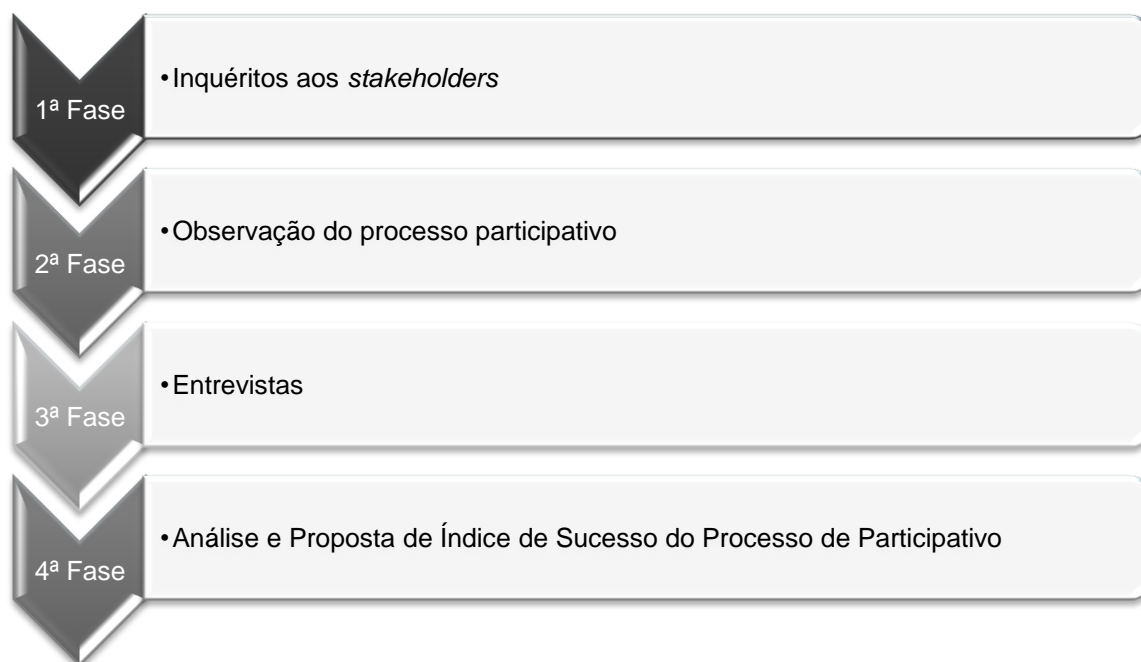 1ª Fase
•Inquéritos aos stakeholders
2ª Fase
•Observação do processo participativo
3ª Fase
•Entrevistas
4ª Fase
•Análise e Proposta de Índice de Sucesso do Processo de Participativo